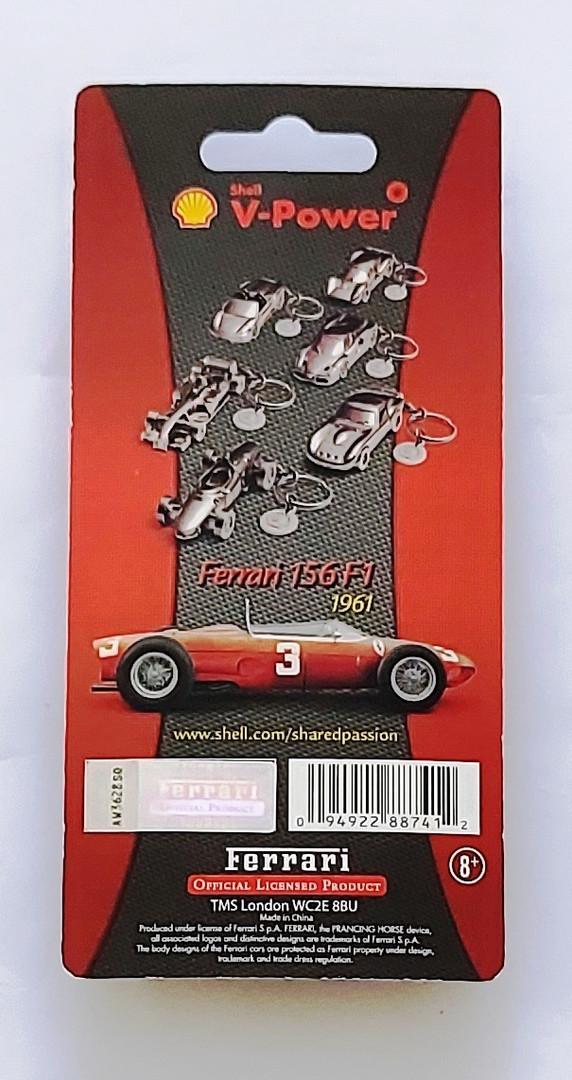 Shell
V-Power
Ferrari 156 F1
1961
3
www.shell.com/sharedpassion
AW362850
Ferrari
OFFICIAL PRODUCT
0 94922 88741 2
Ferrari
OFFICIAL LICENSED PRODUCT
8+
TMS London WC2E 8BU
Made in China
Produced under license of Ferrari S.p.A. FERRARI, the PRANCING HORSE device,
all associated logos and distinctive designs are trademarks of Ferrari S.p.A.
The body designs of the Ferrari cars are protected as Ferrari property under design,
trademark and trade dress regulation.